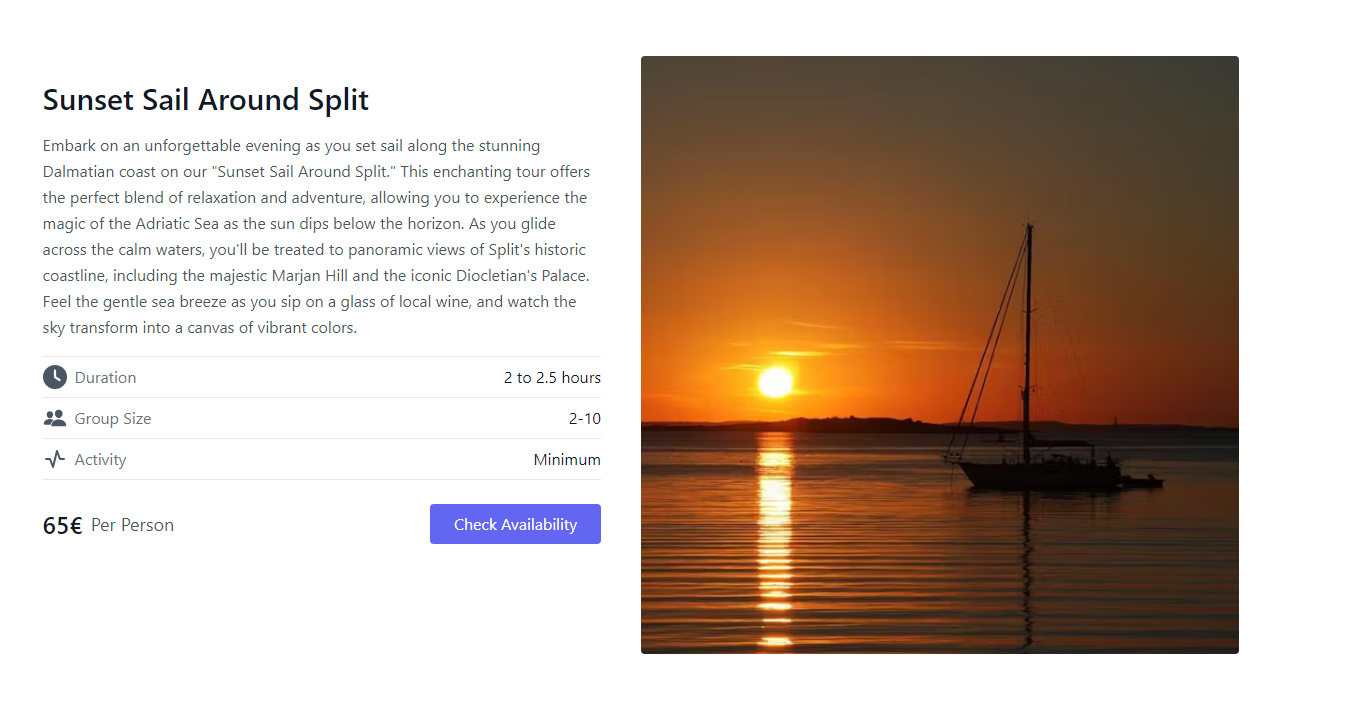 Sunset Sail Around Split
Embark on an unforgettable evening as you set sail along the stunning
Dalmatian coast on our "Sunset Sail Around Split." This enchanting tour offers
the perfect blend of relaxation and adventure, allowing you to experience the
magic of the Adriatic Sea as the sun dips below the horizon. As you glide
across the calm waters, you'll be treated to panoramic views of Split's historic
coastline, including the majestic Marjan Hill and the iconic Diocletian's Palace.
Feel the gentle sea breeze as you sip on a glass of local wine, and watch the
sky transform into a canvas of vibrant colors.
Duration 2 to 2.5 hours
Group Size 2-10
Activity Minimum
65€ Per Person Check Availability